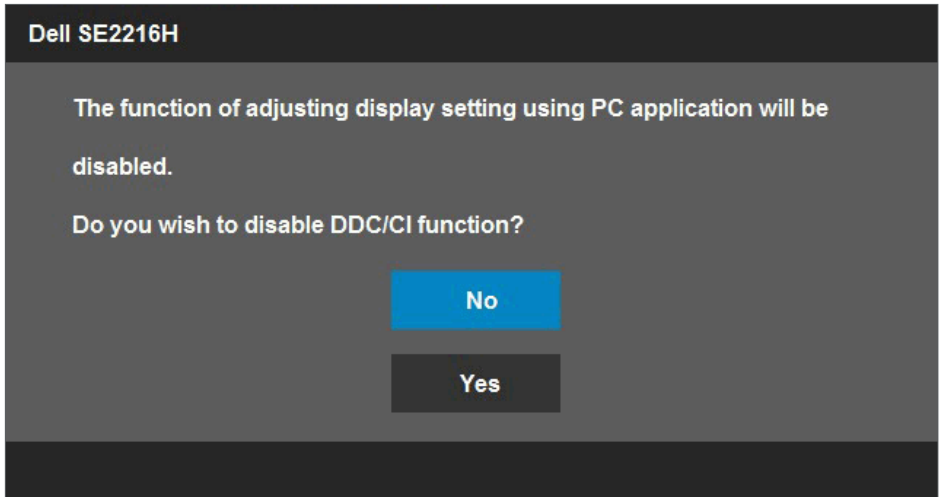 Dell SE2216H
The function of adjusting display setting using PC application will be
disabled.
Do you wish to disable DDC/CI function?
No
Yes